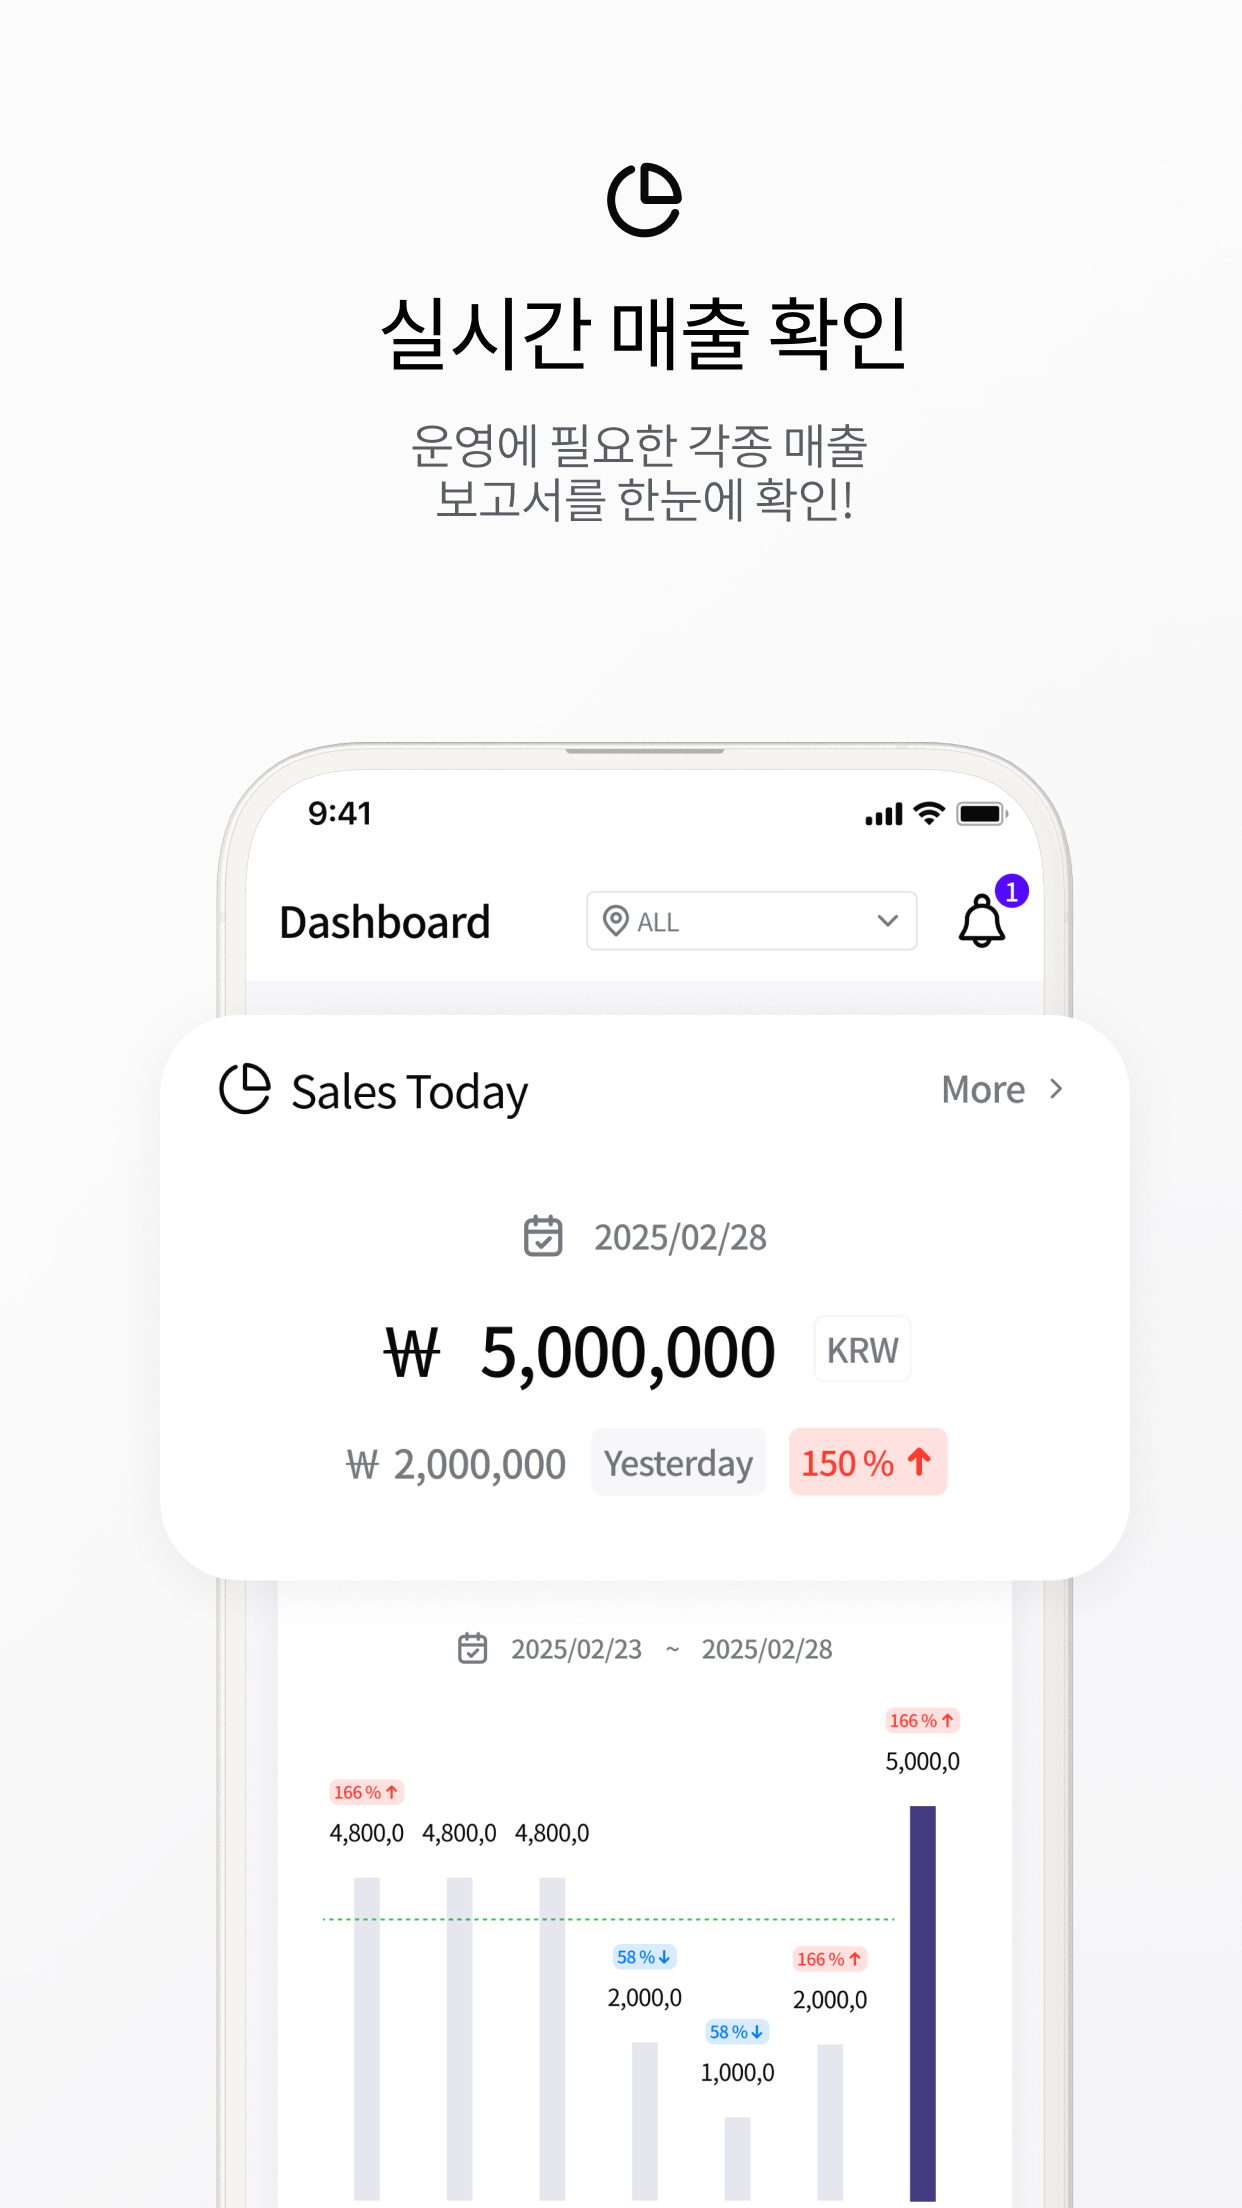 실시간 매출 확인
운영에 필요한 각종 매출
보고서를 한눈에 확인!
9:41
Dashboard
ALL
1
Sales Today
More
2025/02/28
₩ 5,000,000 KRW
₩ 2,000,000 Yesterday 150 %
2025/02/23 ~ 2025/02/28
166 %
5,000,0
166 %
4,800,0 4,800,0 4,800,0
58 %
2,000,0
166 %
2,000,0
58 %
1,000,0